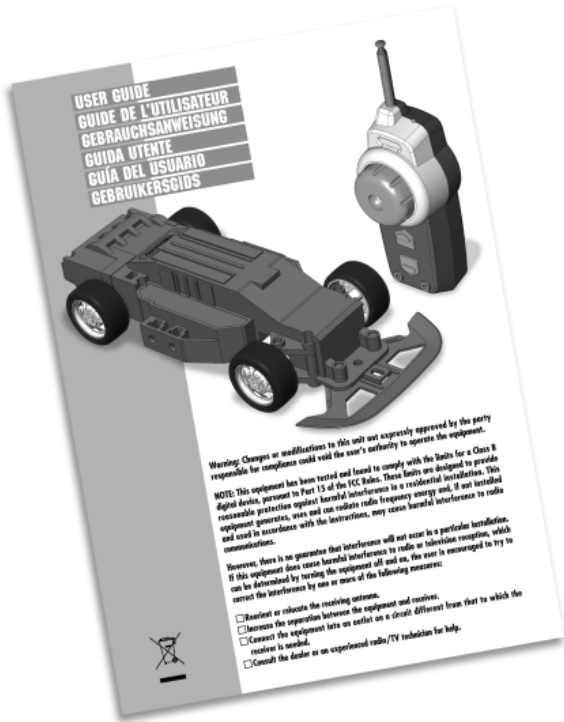 USER GUIDE
GUIDE DE L'UTILISATEUR
GEBRAUCHSANWEISUNG
GUIDA UTENTE
GUÍA DEL USUARIO
GEBRUIKERSGIDS
Warning: Changes or modifications to this unit not expressly approved by the party
responsible for compliance could void the user's authority to operate the equipment.
NOTE: This equipment has been tested and found to comply with the limits for a Class B
digital device, pursuant to Part 15 of the FCC Rules. These limits are designed to provide
reasonable protection against harmful interference in a residential installation. This
equipment generates, uses and can radiate radio frequency energy and, if not installed
and used in accordance with the instructions, may cause harmful interference to radio
communications.
However, there is no guarantee that interference will not occur in a particular installation.
If this equipment does cause harmful interference to radio or television reception, which
can be determined by turning the equipment off and on, the user is encouraged to try to
correct the interference by one or more of the following measures:
☐ Reorient or relocate the receiving antenna.
☐ Increase the separation between the equipment and receiver.
☐ Connect the equipment into an outlet on a circuit different from that to which the
receiver is needed.
☐ Consult the dealer or an experienced radio/TV technician for help.